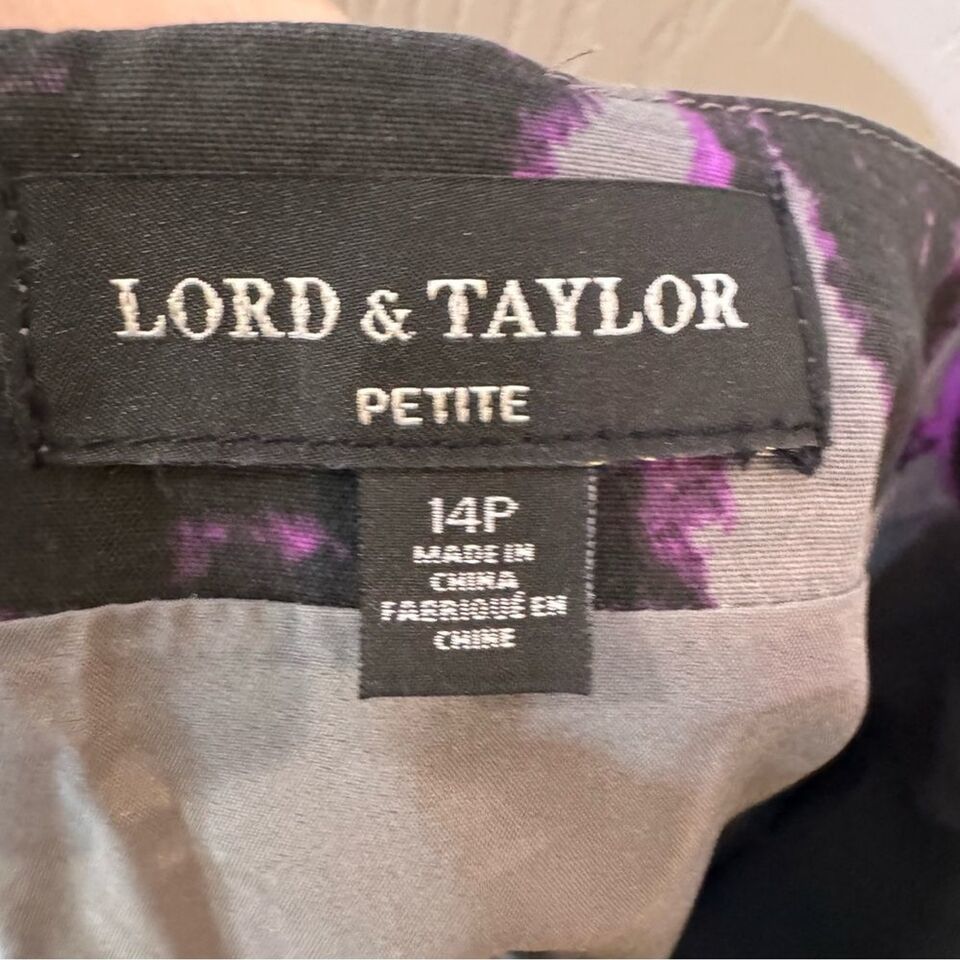 LORD & TAYLOR
PETITE
14P
MADE IN
CHINA
FABRIQUÉ EN
CHINE